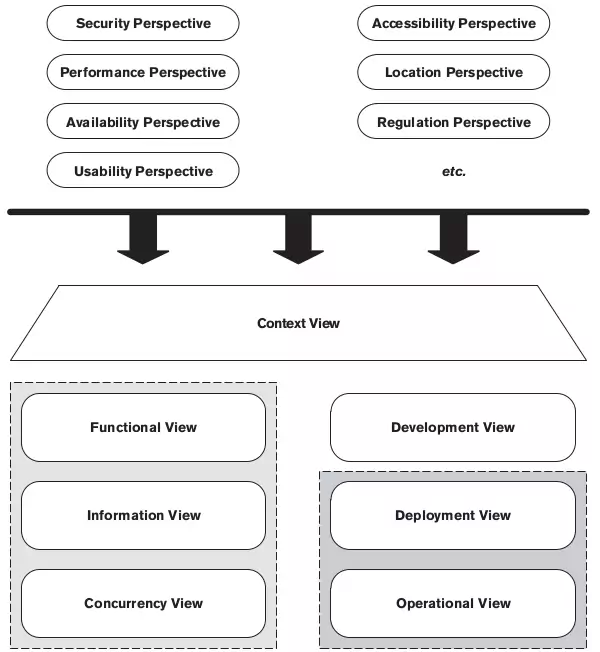 Security Perspective
Accessibility Perspective
Performance Perspective
Location Perspective
Availability Perspective
Regulation Perspective
Usability Perspective
etc.
Context View
Functional View
Development View
Information View
Deployment View
Concurrency View
Operational View